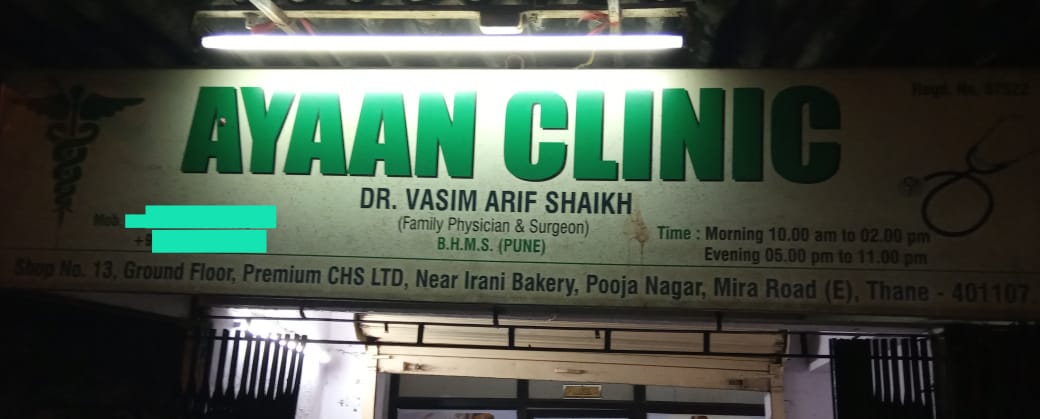 Regd. No. 57522
AYAAN CLINIC
DR. VASIM ARIF SHAIKH
(Family Physician & Surgeon)
B.H.M.S. (PUNE)
Mob
Time : Morning 10.00 am to 02.00 pm
Evening 05.00 pm to 11.00 pm
Shop No. 13, Ground Floor, Premium CHS LTD, Near Irani Bakery, Pooja Nagar, Mira Road (E), Thane - 401107.